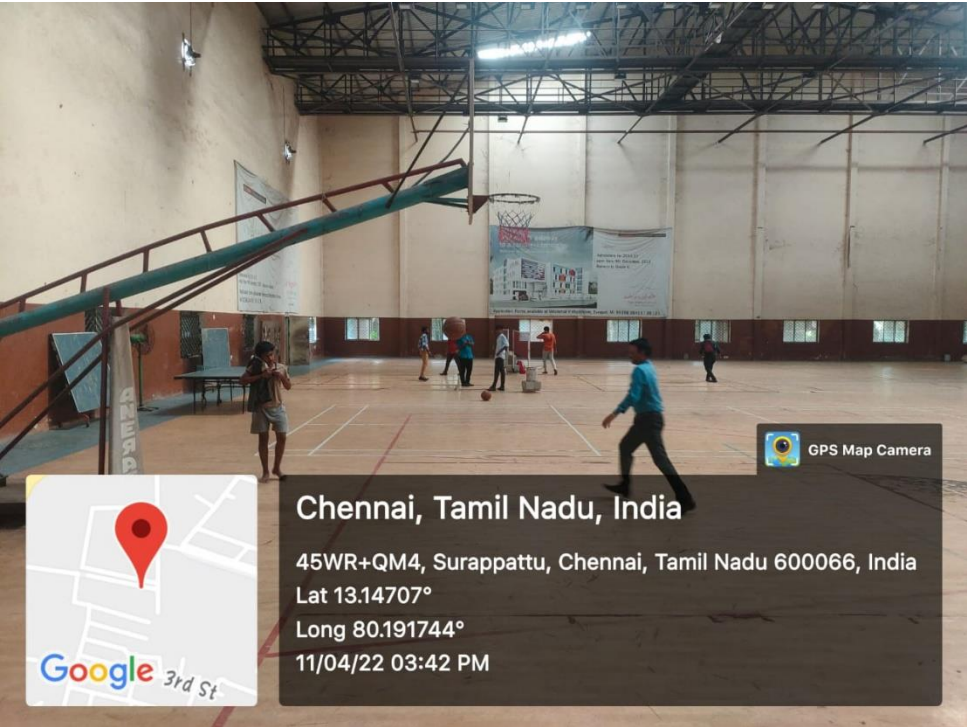 GPS Map Camera
Chennai, Tamil Nadu, India
45WR+QM4, Surappattu, Chennai, Tamil Nadu 600066, India
Lat 13.14707°
Long 80.191744°
11/04/22 03:42 PM
Google
3rd St